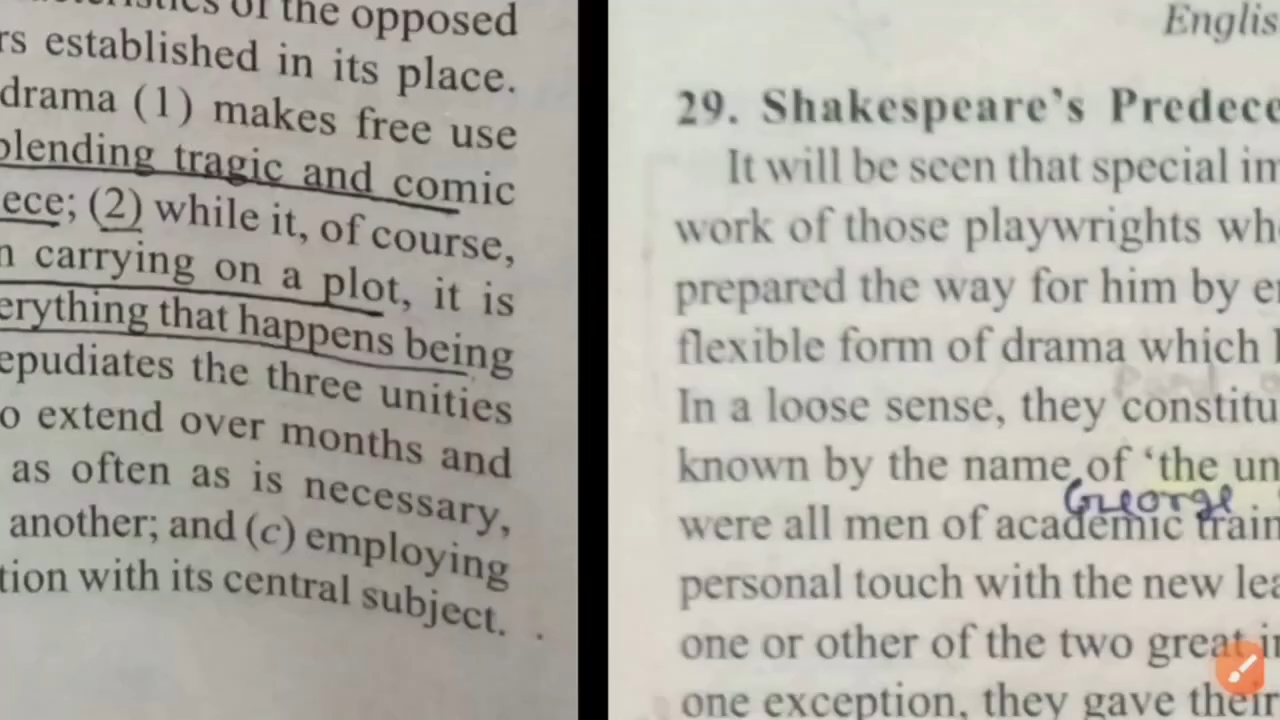 of the opposed
rs established in its place.
drama (1) makes free use
blending tragic and comic
ece; (2) while it, of course,
n carrying on a plot, it is
erything that happens being
epudiates the three unities
o extend over months and
as often as is necessary,
another; and (c) employing
tion with its central subject.
Englis
29. Shakespeare's Predece
It will be seen that special im
work of those playwrights wh
prepared the way for him by e
flexible form of drama which
In a loose sense, they constitu
known by the name of 'the un
George
were all men of academic train
personal touch with the new lea
one or other of the two great in
one exception, they gave their